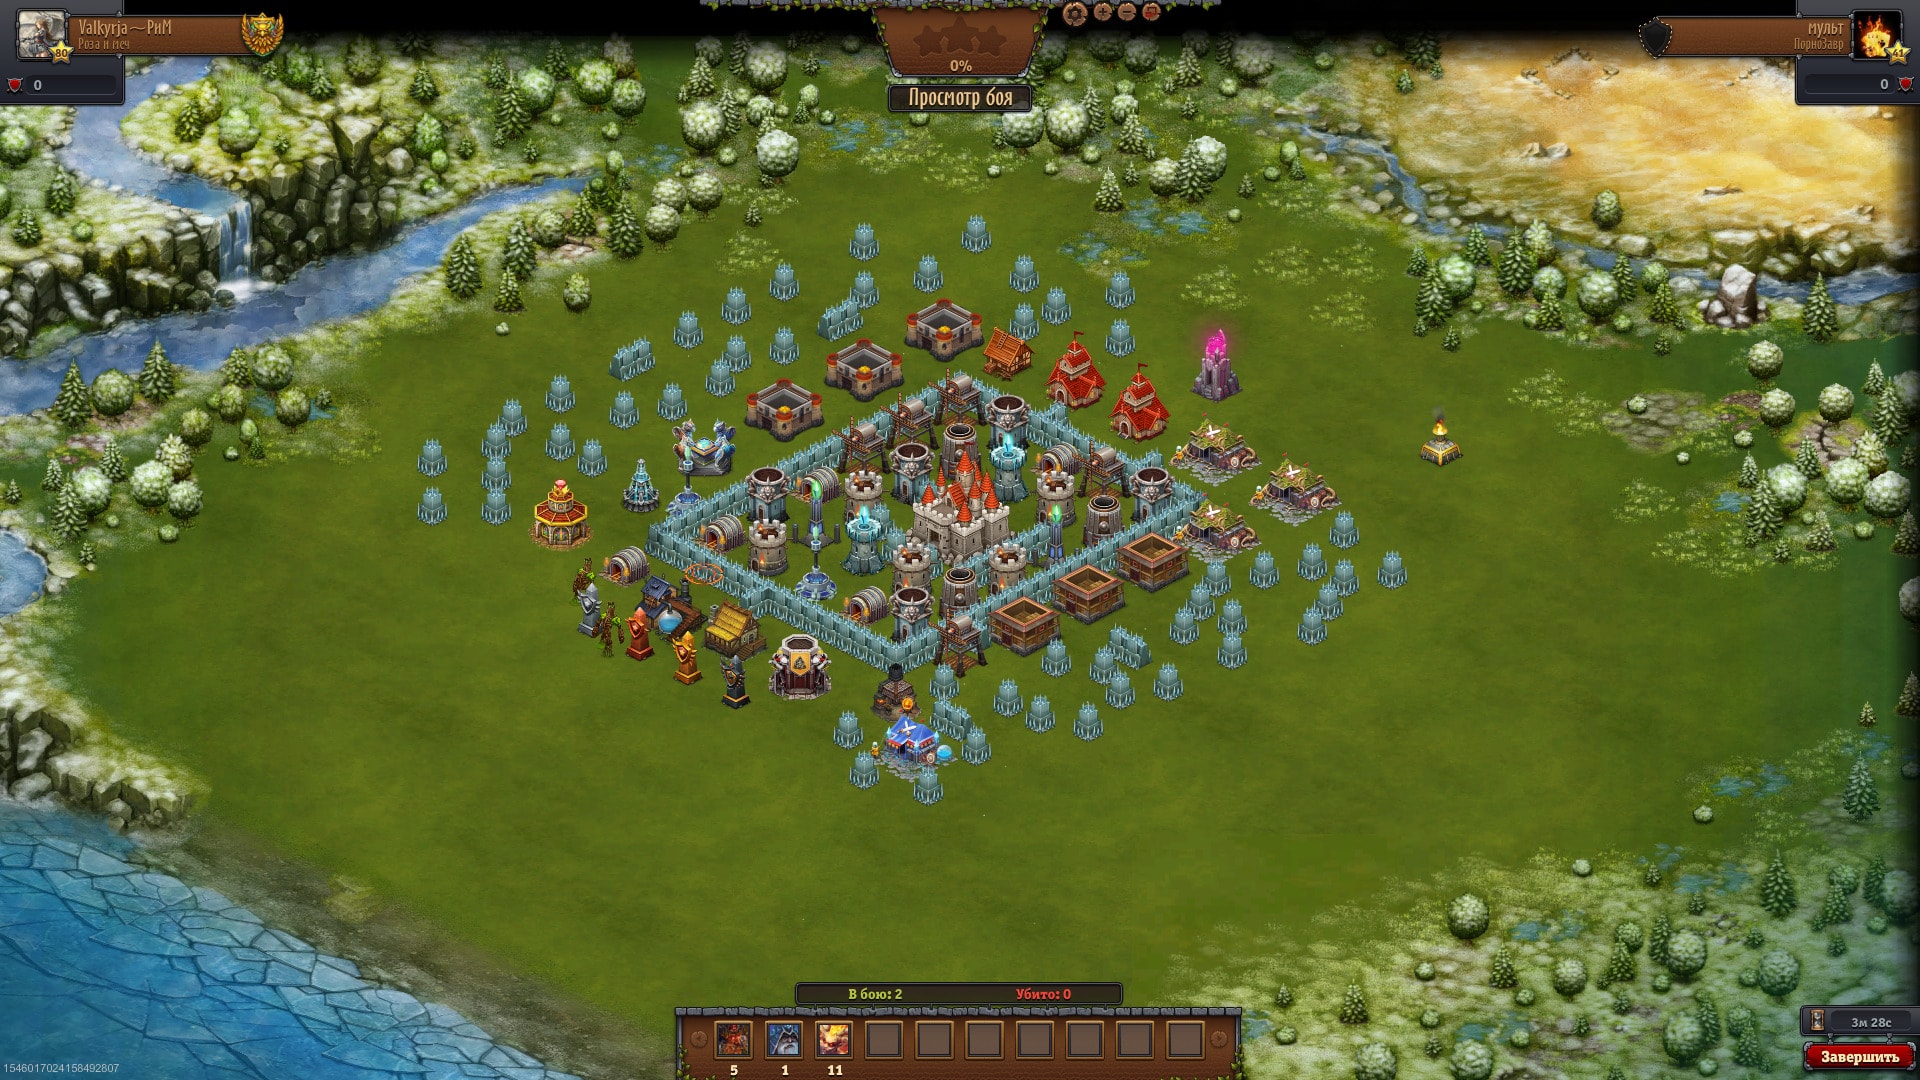 Valkyrja~РиМ
Роза и меч
80
0
0%
Просмотр боя
мульт
ПорноЗавр
41
0
В бою: 2
Убито: 0
5
1
11
3м 28с
Завершить
1546017024158492807